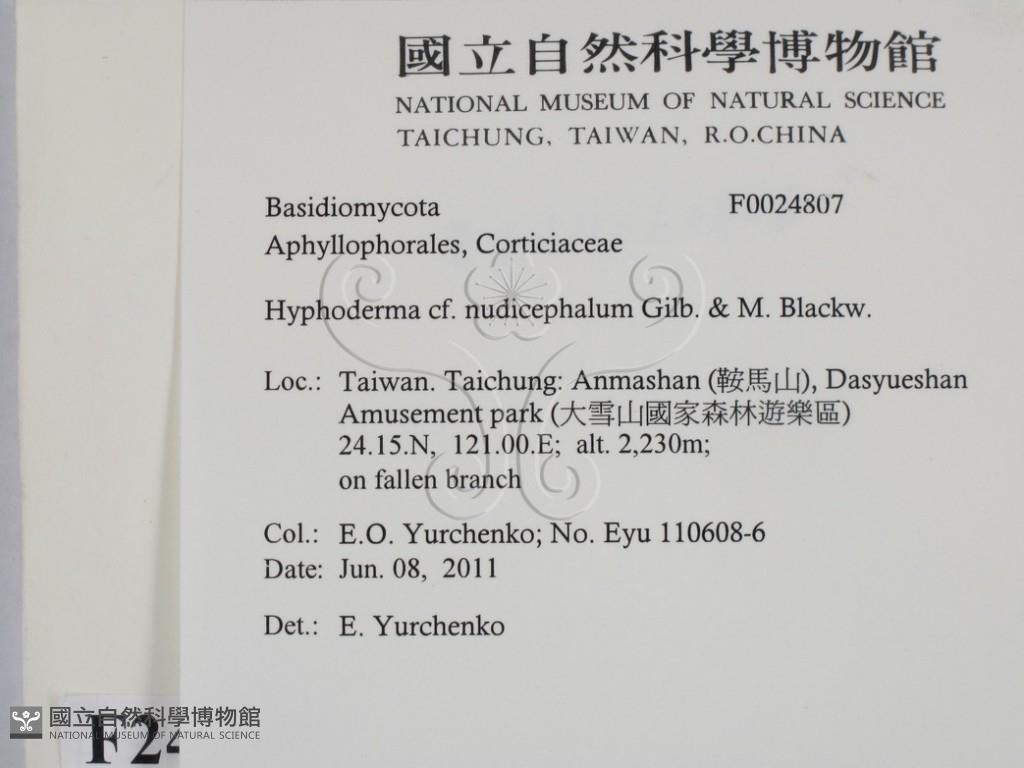 國立自然科學博物館
NATIONAL MUSEUM OF NATURAL SCIENCE
TAICHUNG, TAIWAN, R.O.CHINA
Basidiomycota F0024807
Aphyllophorales, Corticiaceae
Hyphoderma cf. nudicephalum Gilb. & M. Blackw.
Loc.: Taiwan. Taichung: Anmashan (鞍馬山), Dasyueshan
Amusement park (大雪山國家森林遊樂區)
24.15.N, 121.00.E; alt. 2,230m;
on fallen branch
Col.: E.O. Yurchenko; No. Eyu 110608-6
Date: Jun. 08, 2011
Det.: E. Yurchenko
國立自然科學博物館
NATIONAL MUSEUM OF NATURAL SCIENCE
F24